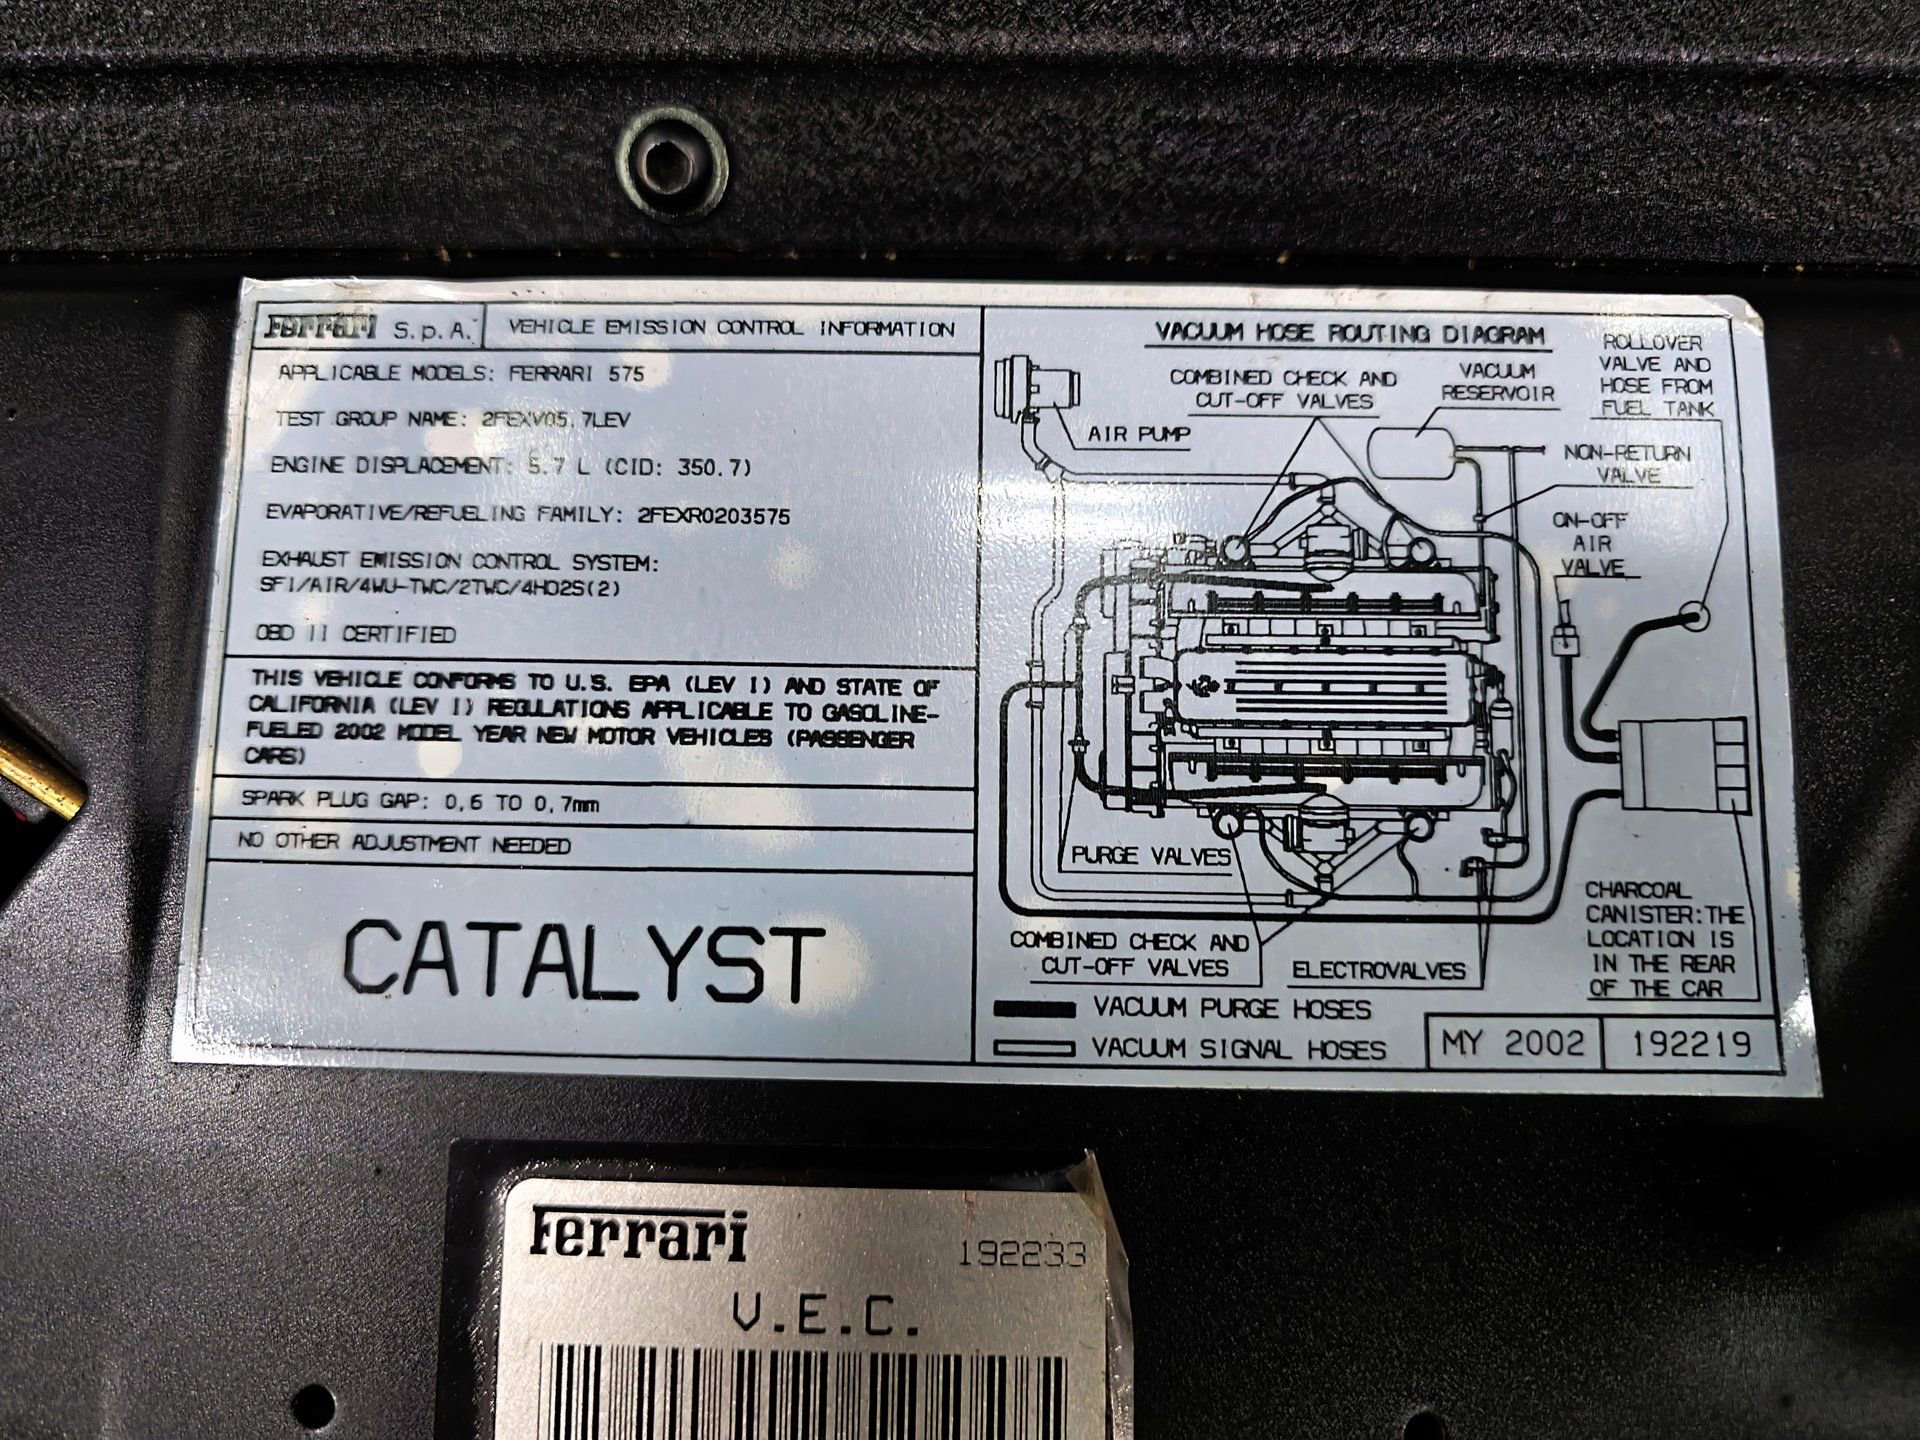 Ferrari S.p.A. VEHICLE EMISSION CONTROL INFORMATION
APPLICABLE MODELS: FERRARI 575
TEST GROUP NAME: 2FEXV05.7LEV
ENGINE DISPLACEMENT: 5.7 L (CID: 350.7)
EVAPORATIVE/REFUELING FAMILY: 2FEXR0203575
EXHAUST EMISSION CONTROL SYSTEM:
SFI/AIR/4WU-TWC/2TWC/4HO2S(2)
OBD II CERTIFIED
THIS VEHICLE CONFORMS TO U.S. EPA (LEV I) AND STATE OF
CALIFORNIA (LEV I) REGULATIONS APPLICABLE TO GASOLINE-
FUELED 2002 MODEL YEAR NEW MOTOR VEHICLES (PASSENGER
CARS)
SPARK PLUG GAP: 0,6 TO 0,7mm
NO OTHER ADJUSTMENT NEEDED
CATALYST
VACUUM HOSE ROUTING DIAGRAM
AIR PUMP
COMBINED CHECK AND
CUT-OFF VALVES
VACUUM
RESERVOIR
ROLLOVER
VALVE AND
HOSE FROM
FUEL TANK
NON-RETURN
VALVE
ON-OFF
AIR
VALVE
PURGE VALVES
COMBINED CHECK AND
CUT-OFF VALVES
ELECTROVALVES
CHARCOAL
CANISTER:THE
LOCATION IS
IN THE REAR
OF THE CAR
VACUUM PURGE HOSES
VACUUM SIGNAL HOSES
MY 2002 192219
Ferrari 192233
V.E.C.